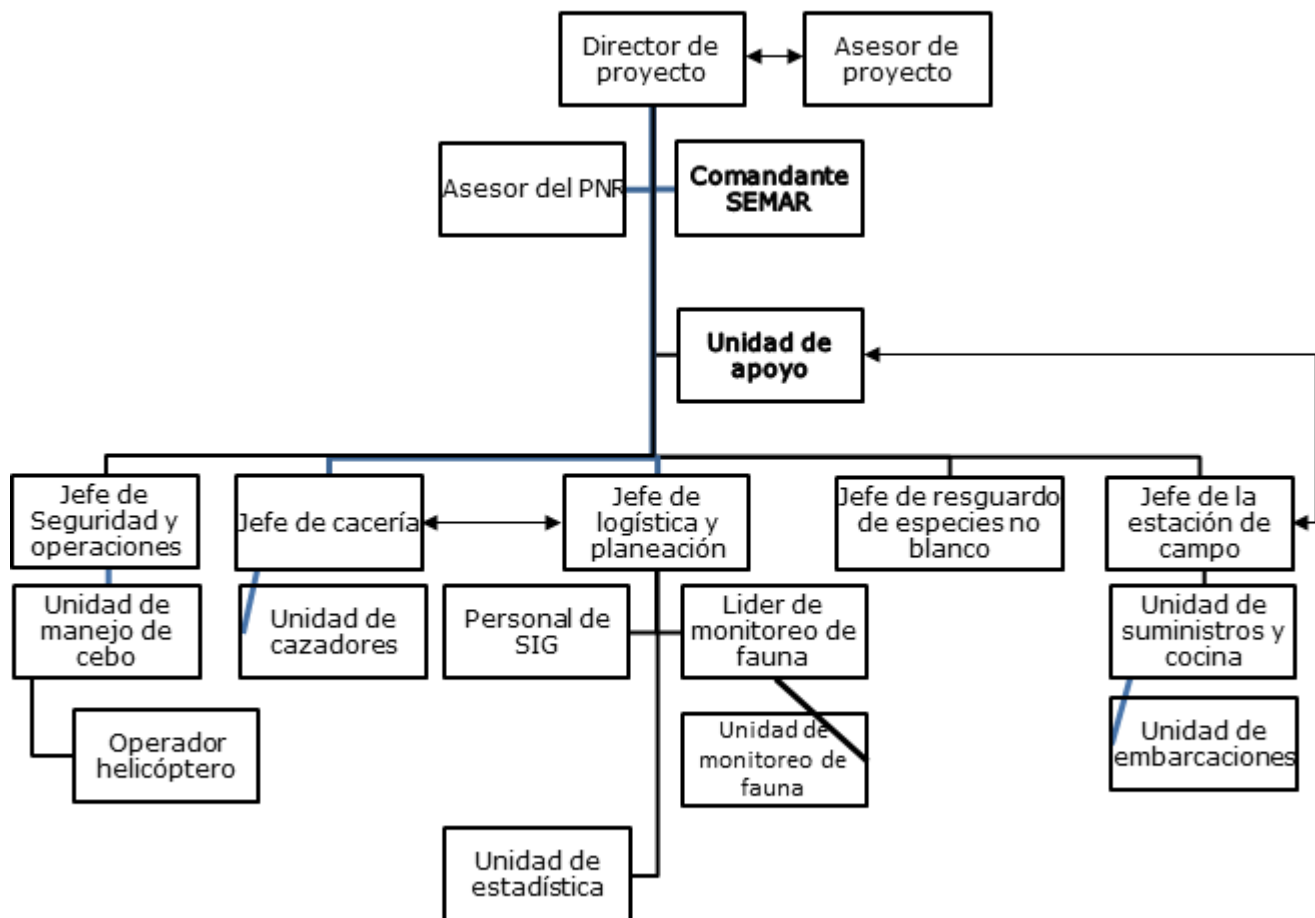 Director de
proyecto
Asesor de
proyecto
Asesor del PNR
Comandante
SEMAR
Unidad de
apoyo
Jefe de
Seguridad y
operaciones
Jefe de cacería
Jefe de
logística y
planeación
Jefe de resguardo
de especies no
blanco
Jefe de la
estación de
campo
Unidad de
manejo de
cebo
Unidad de
cazadores
Personal de
SIG
Lider de
monitoreo de
fauna
Unidad de
suministros y
cocina
Operador
helicóptero
Unidad de
monitoreo de
fauna
Unidad de
embarcaciones
Unidad de
estadística